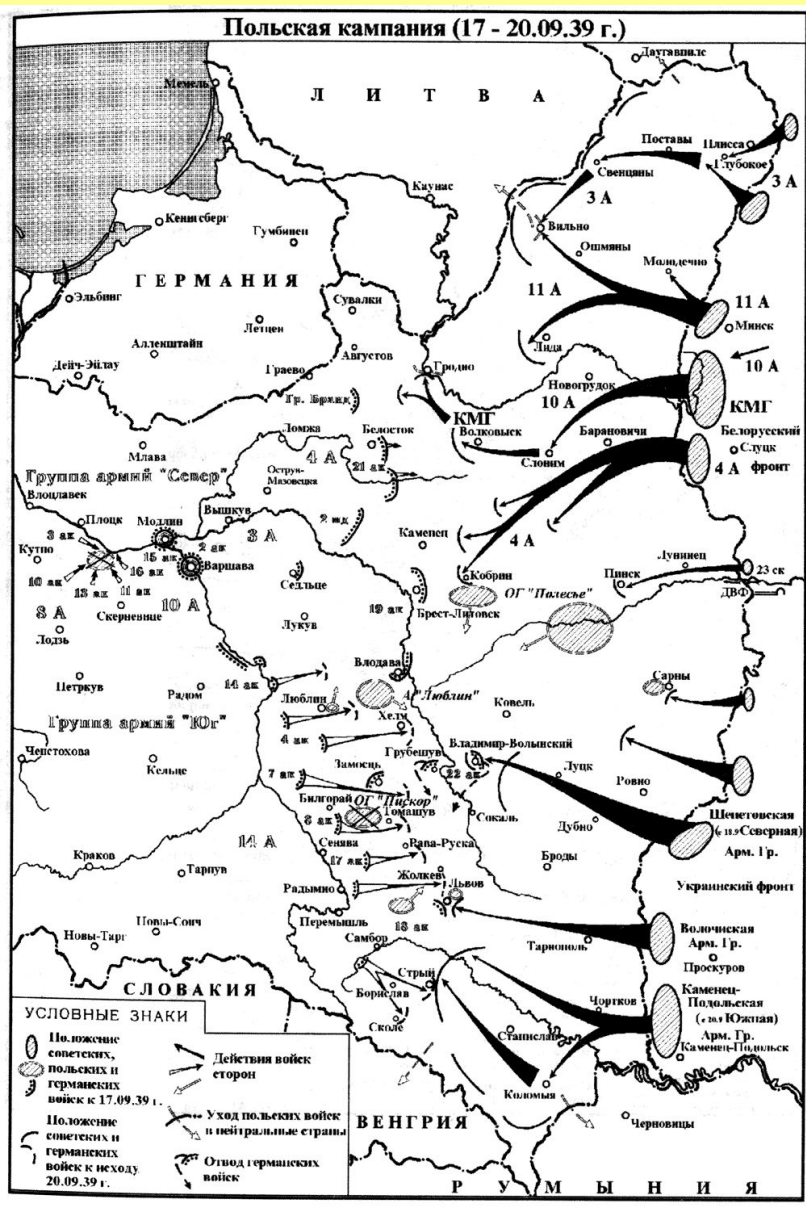 Польская кампания (17 - 20.09.39 г.)
Даугавпилс
Мемель
Л И Т В А
Поставы
Плисса
Глубокое
Свенцяны
3 А
3 А
Каунас
Кенигсберг
Гумбинен
Вильно
Ошмяны
Молодечно
ГЕРМАНИЯ
Эльбинг
Сувалки
11 А
11 А
Минск
Летцен
Алленштайн
Августов
Лида
10 А
Дейч-Эйлау
Граево
Гродно
Новогрудок
Гр. Бранд
10 А
КМГ
КМГ
Белосток
Волковыск
Барановичи
Белорусский
фронт
Слуцк
Ломжа
Млава
4 А
21 ак
Слоним
4 А
Группа армий "Север"
Острув-
Мазовецка
Влоцлавек
Вышкув
Плоцк
Модлин
3 А
2 тд
Каменец
4 А
3 ак
2 ак
15 ак
Кутно
16 ак
Варшава
10 ак
13 ак
11 ак
Скерневице
10 А
8 А
Седльце
Кобрин
Лунинец
Пинск
23 ск
ДВФ
19 ак
Брест-Литовск
ОГ "Полесье"
Лодзь
Лукув
Петркув
Радом
14 ак
Влодава
Сарны
Люблин
А "Люблин"
Ковель
Группа армий "Юг"
4 ак
Хелм
Грубешув
Владимир-Волынский
Ченстохова
Кельце
7 ак
Замосць
22 ак
Луцк
Ровно
Билгорай
ОГ "Пискор"
Томашув
Сокаль
Шепетовская
(с 18.9 Северная)
Арм. Гр.
8 ак
Дубно
14 А
Сенява
Рава-Руска
Броды
Краков
Тарнув
17 ак
Жолкев
Украинский фронт
Радымно
Львов
Перемышль
18 ак
Волочиская
Арм. Гр.
Новы-Тарг
Новы-Сонч
Самбор
Тарнополь
Проскуров
СЛОВАКИЯ
Стрый
Борислав
Каменец-
Подольская
(с 20.9 Южная)
Арм. Гр.
Чортков
Сколе
Станислав
Каменец-Подольск
Коломыя
ВЕНГРИЯ
Черновицы
Р У М Ы Н И Я
УСЛОВНЫЕ ЗНАКИ
Положение
советских,
польских и
германских
войск к 17.09.39 г.
Положение
советских и
германских
войск к исходу
20.09.39 г.
Действия войск
сторон
Уход польских войск
в нейтральные страны
Отвод германских
войск